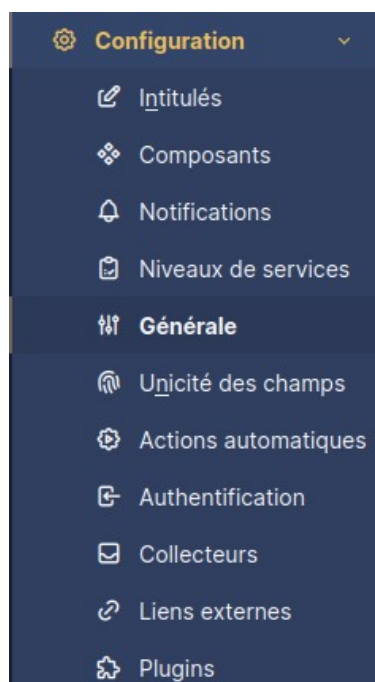 Configuration
Intitulés
Composants
Notifications
Niveaux de services
Générale
Unicité des champs
Actions automatiques
Authentification
Collecteurs
Liens externes
Plugins